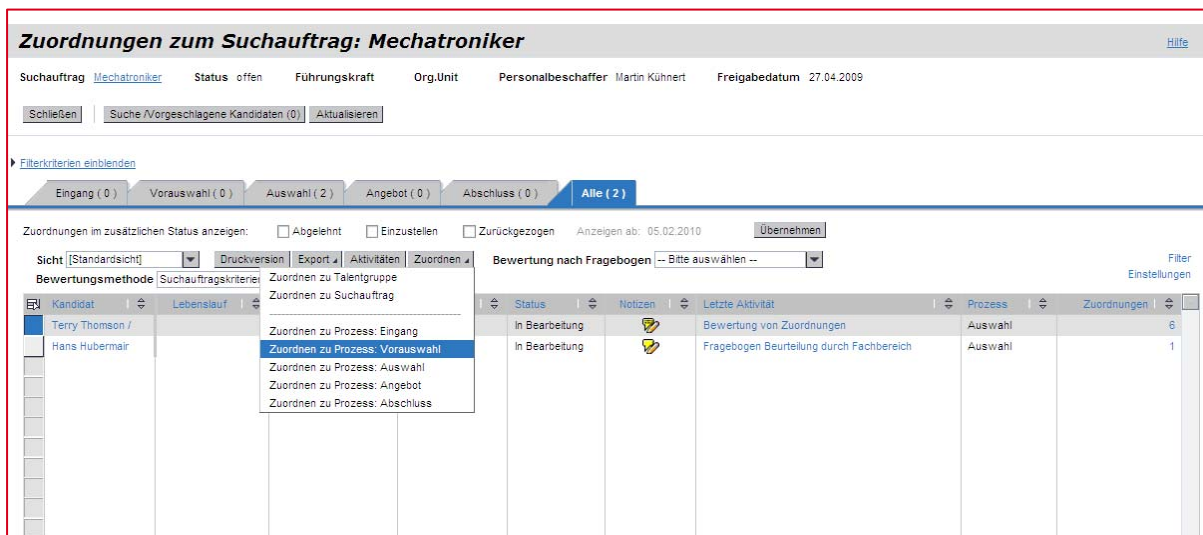 Zuordnungen zum Suchauftrag: Mechatroniker
Hilfe
Suchauftrag Mechatroniker Status offen Führungskraft Org.Unit Personalbeschaffer Martin Kühnert Freigabedatum 27.04.2009
Schließen Suche /Vorgeschlagene Kandidaten (0) Aktualisieren
Filterkriterien einblenden
Eingang ( 0 ) Vorauswahl ( 0 ) Auswahl ( 2 ) Angebot ( 0 ) Abschluss ( 0 ) Alle ( 2 )
Zuordnungen im zusätzlichen Status anzeigen: Abgelehnt Einzustellen Zurückgezogen Anzeigen ab: 05.02.2010 Übernehmen
Sicht [Standardsicht] Druckversion Export Aktivitäten Zuordnen Bewertung nach Fragebogen -- Bitte auswählen -- Filter
Einstellungen
Bewertungsmethode Suchauftragskriterien
Zuordnen zu Talentgruppe
Zuordnen zu Suchauftrag
Zuordnen zu Prozess: Eingang
Zuordnen zu Prozess: Vorauswahl
Zuordnen zu Prozess: Auswahl
Zuordnen zu Prozess: Angebot
Zuordnen zu Prozess: Abschluss
Kandidat Lebenslauf Status Notizen Letzte Aktivität Prozess Zuordnungen
Terry Thomson / In Bearbeitung Bewertung von Zuordnungen Auswahl 6
Hans Hubermair In Bearbeitung Fragebogen Beurteilung durch Fachbereich Auswahl 1